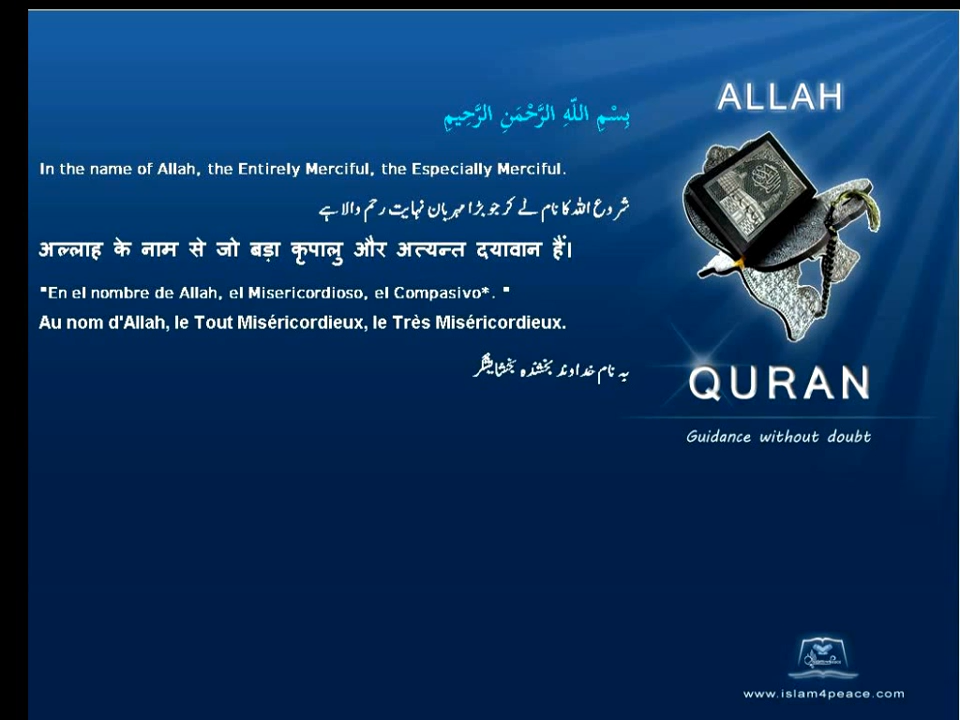 بِسْمِ اللّهِ الرَّحْمَنِ الرَّحِيمِ
In the name of Allah, the Entirely Merciful, the Especially Merciful.
شروع الله کا نام لے کر جو بڑا مہربان نہایت رحم والا ہے
अल्लाह के नाम से जो बड़ा कृपालु और अत्यन्त दयावान हैं।
"En el nombre de Allah, el Misericordioso, el Compasivo*. "
Au nom d'Allah, le Tout Miséricordieux, le Très Miséricordieux.
به نام خداوند بخشنده بخشایشگر
ALLAH
QURAN
Guidance without doubt
www.islam4peace.com